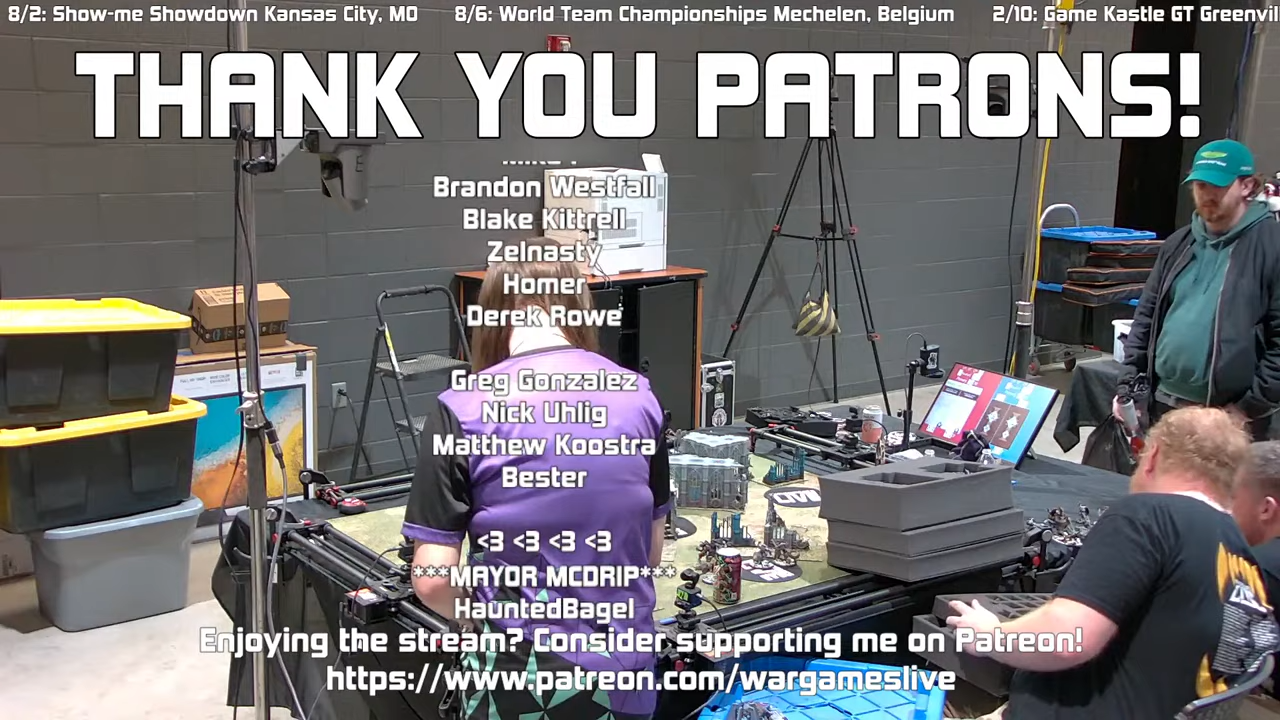 8/2: Show-me Showdown Kansas City, MO 8/6: World Team Championships Mechelen, Belgium 2/10: Game Kastle GT Greenvil
THANK YOU PATRONS!
Brandon Westfall
Blake Kittrell
Zelnasty
Homer
Derek Rowe
Greg Gonzalez
Nick Uhlig
Matthew Koostra
Bester
<3 <3 <3 <3
***MAYOR MCDRIP***
HauntedBagel
Enjoying the stream? Consider supporting me on Patreon!
https://www.patreon.com/wargameslive